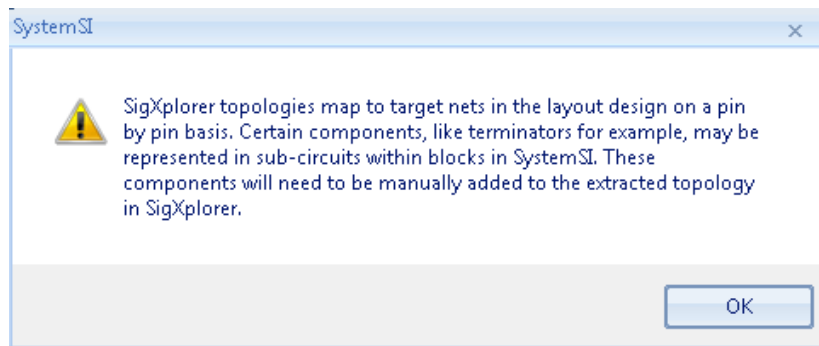 SystemSI
SigXplorer topologies map to target nets in the layout design on a pin
by pin basis. Certain components, like terminators for example, may be
represented in sub-circuits within blocks in SystemSI. These
components will need to be manually added to the extracted topology
in SigXplorer.
OK